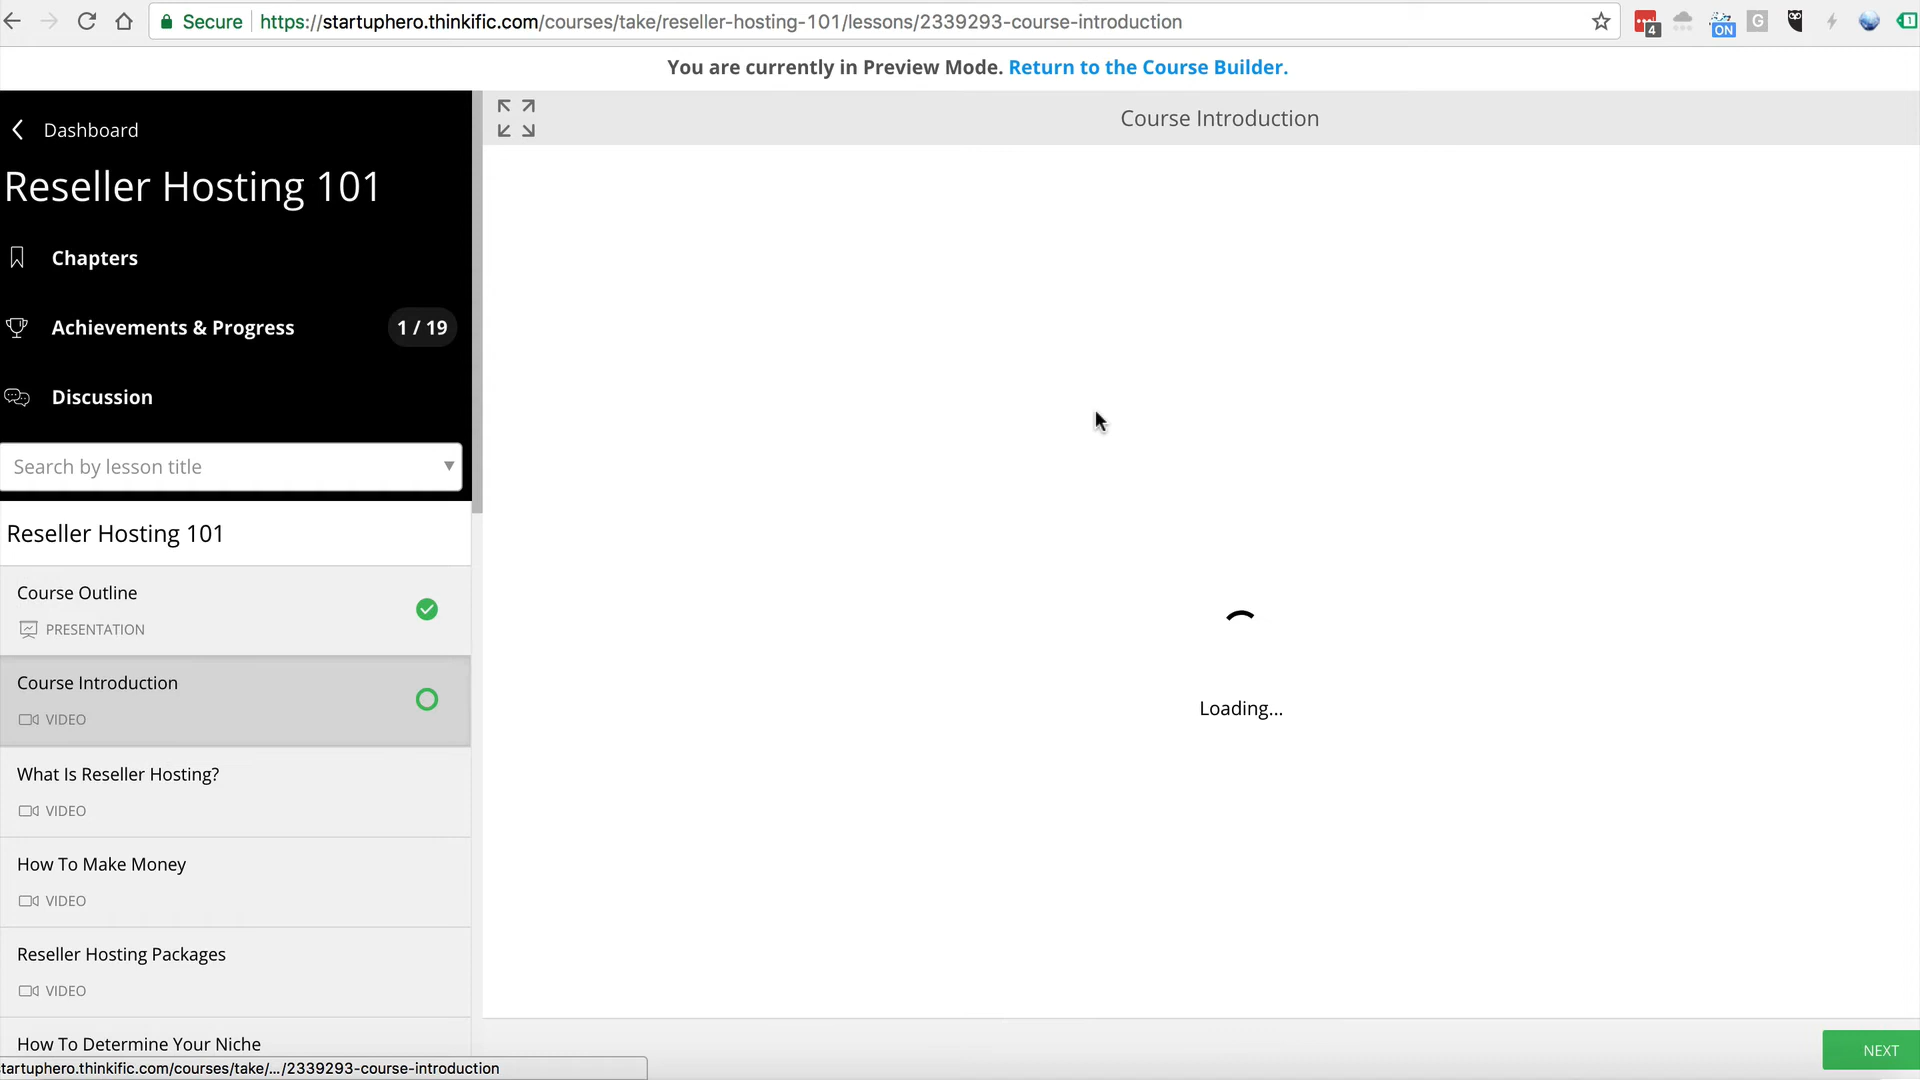 Secure https://startuphero.thinkific.com/courses/take/reseller-hosting-101/lessons/2339293-course-introduction
4
ON
G
1
You are currently in Preview Mode. Return to the Course Builder.
Dashboard
Reseller Hosting 101
Chapters
Achievements & Progress 1 / 19
Discussion
Search by lesson title
Reseller Hosting 101
Course Outline
PRESENTATION
Course Introduction
VIDEO
What Is Reseller Hosting?
VIDEO
How To Make Money
VIDEO
Reseller Hosting Packages
VIDEO
How To Determine Your Niche
tartuphero.thinkific.com/courses/take/.../2339293-course-introduction
Course Introduction
Loading...
NEXT